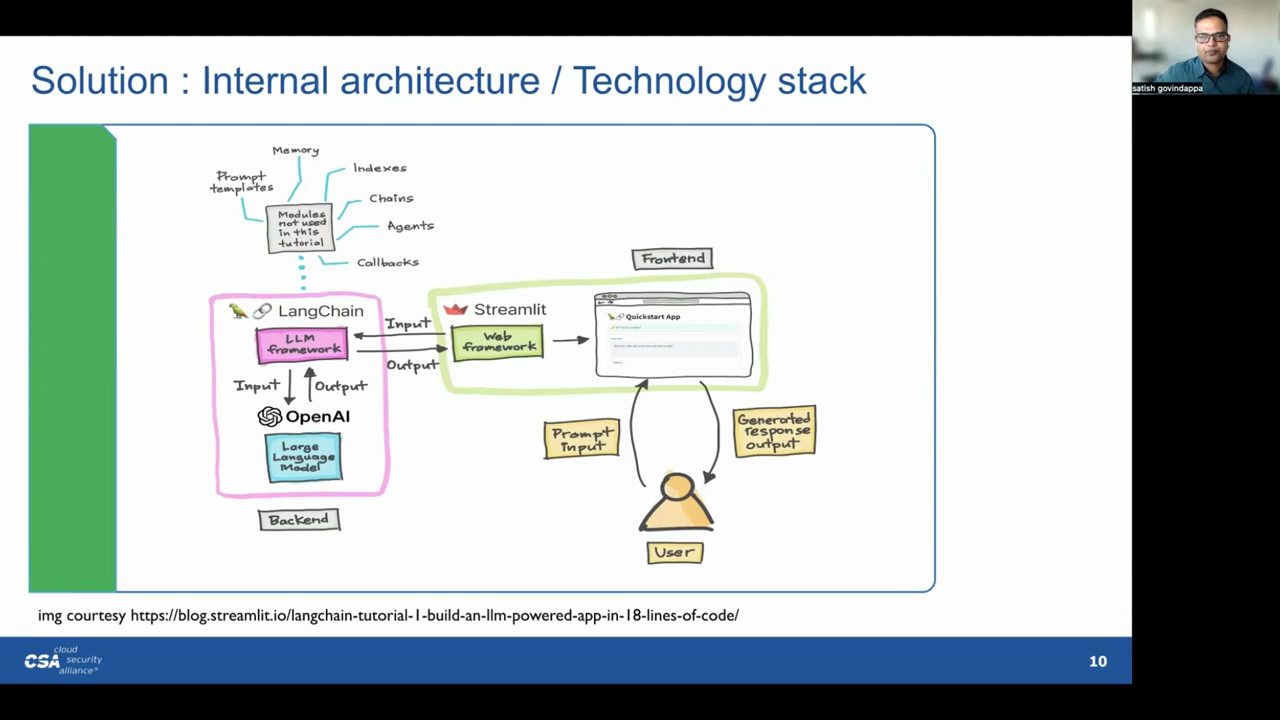 satish govindappa
Solution : Internal architecture / Technology stack
Memory
Prompt
templates
Indexes
Chains
Agents
Callbacks
Modules
not used
in this
tutorial
LangChain
LLM
framework
Input
Output
OpenAI
Large
Language
Model
Backend
Input
Output
Frontend
Streamlit
Web
framework
Quickstart App
Prompt
input
Generated
response
output
User
img courtesy https://blog.streamlit.io/langchain-tutorial-1-build-an-llm-powered-app-in-18-lines-of-code/
CSA cloud
security
alliance®
10